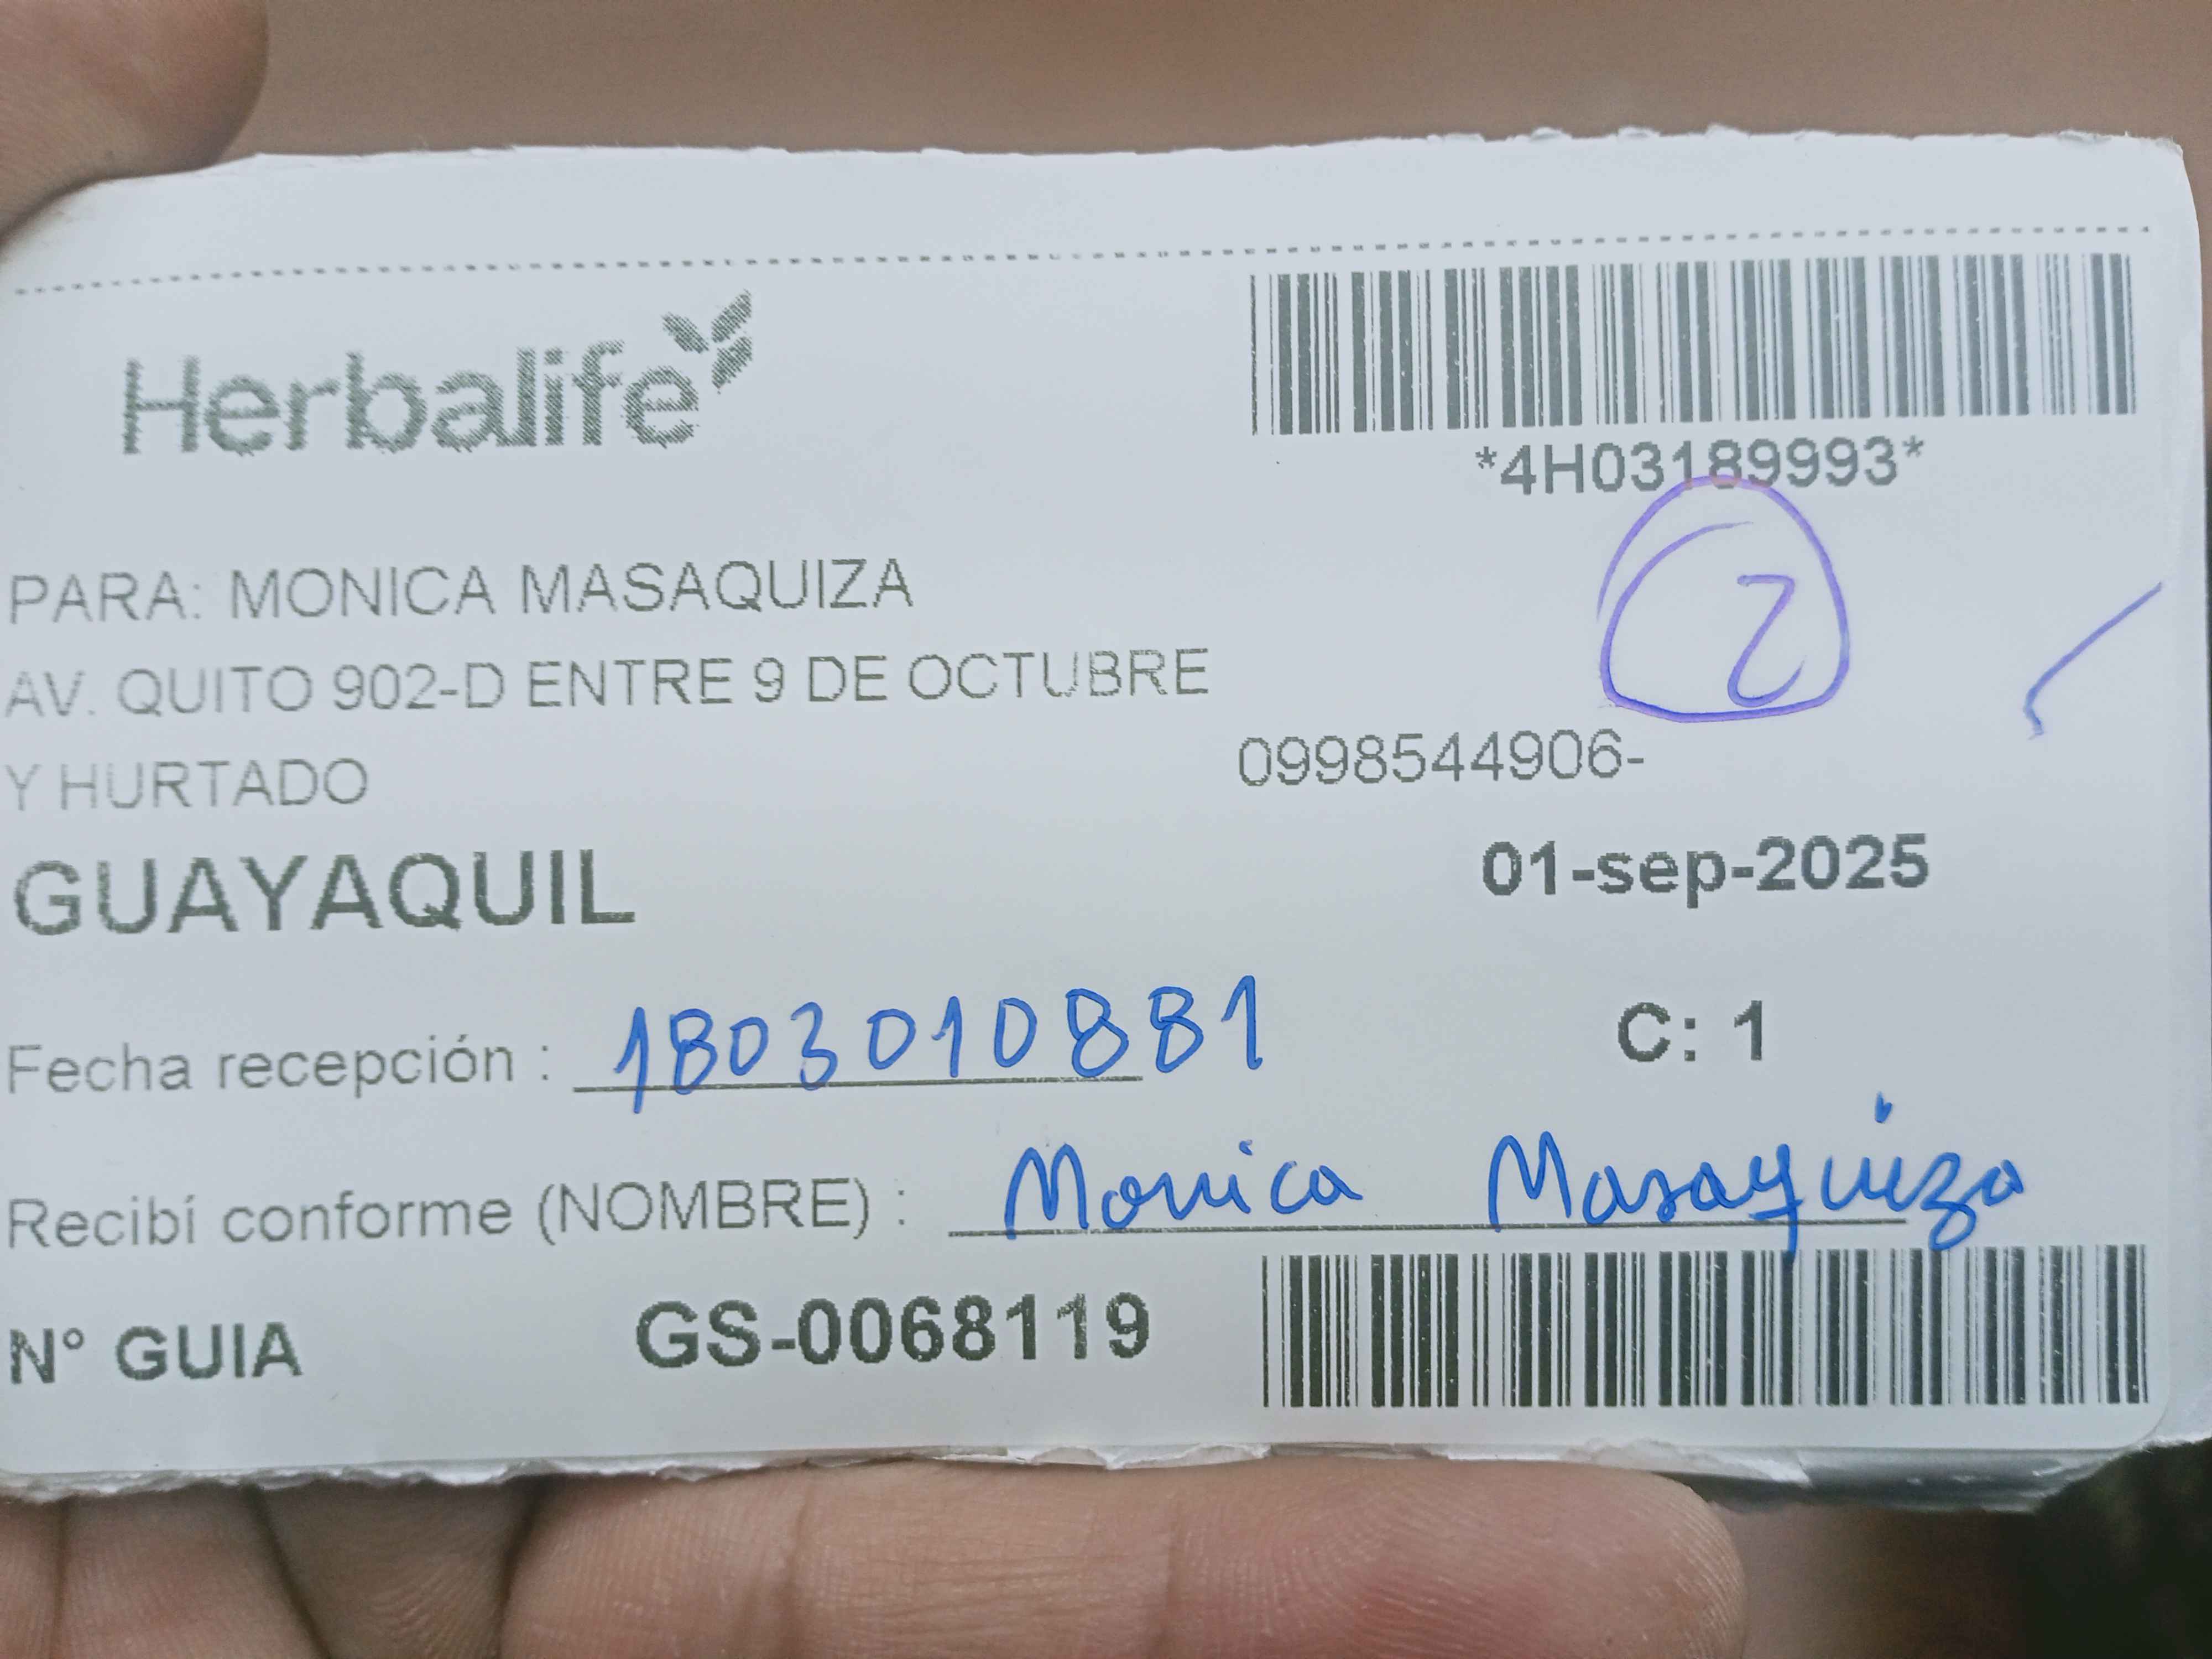 Herbalife
*4H03189993*
2
PARA: MONICA MASAQUIZA
AV. QUITO 902-D ENTRE 9 DE OCTUBRE
Y HURTADO
0998544906-
GUAYAQUIL
01-sep-2025
Fecha recepción : 1803010881
C: 1
Recibí conforme (NOMBRE) : Monica Masaquiza
N° GUIA GS-0068119